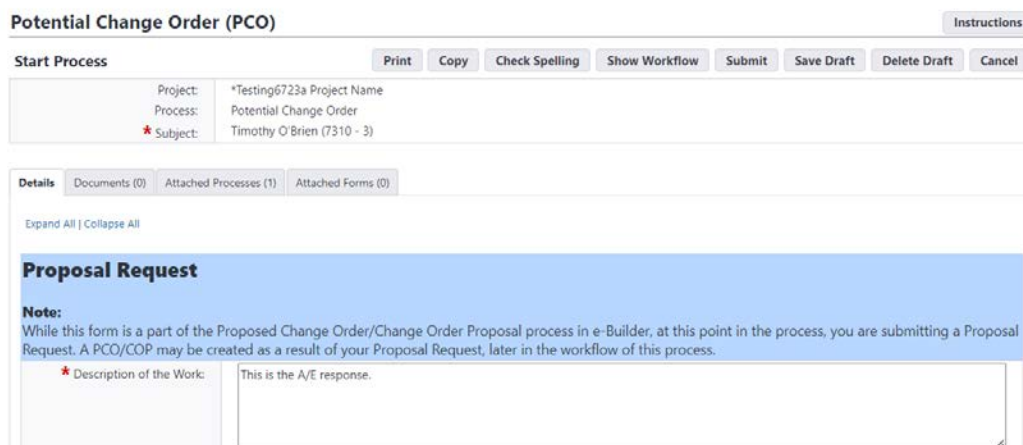 Potential Change Order (PCO)
Instructions
Start Process
Print Copy Check Spelling Show Workflow Submit Save Draft Delete Draft Cancel
Project: *Testing6723a Project Name
Process: Potential Change Order
* Subject: Timothy O'Brien (7310 - 3)
Details Documents (0) Attached Processes (1) Attached Forms (0)
Expand All | Collapse All
Proposal Request
Note:
While this form is a part of the Proposed Change Order/Change Order Proposal process in e-Builder, at this point in the process, you are submitting a Proposal
Request. A PCO/COP may be created as a result of your Proposal Request, later in the workflow of this process.
* Description of the Work: This is the A/E response.